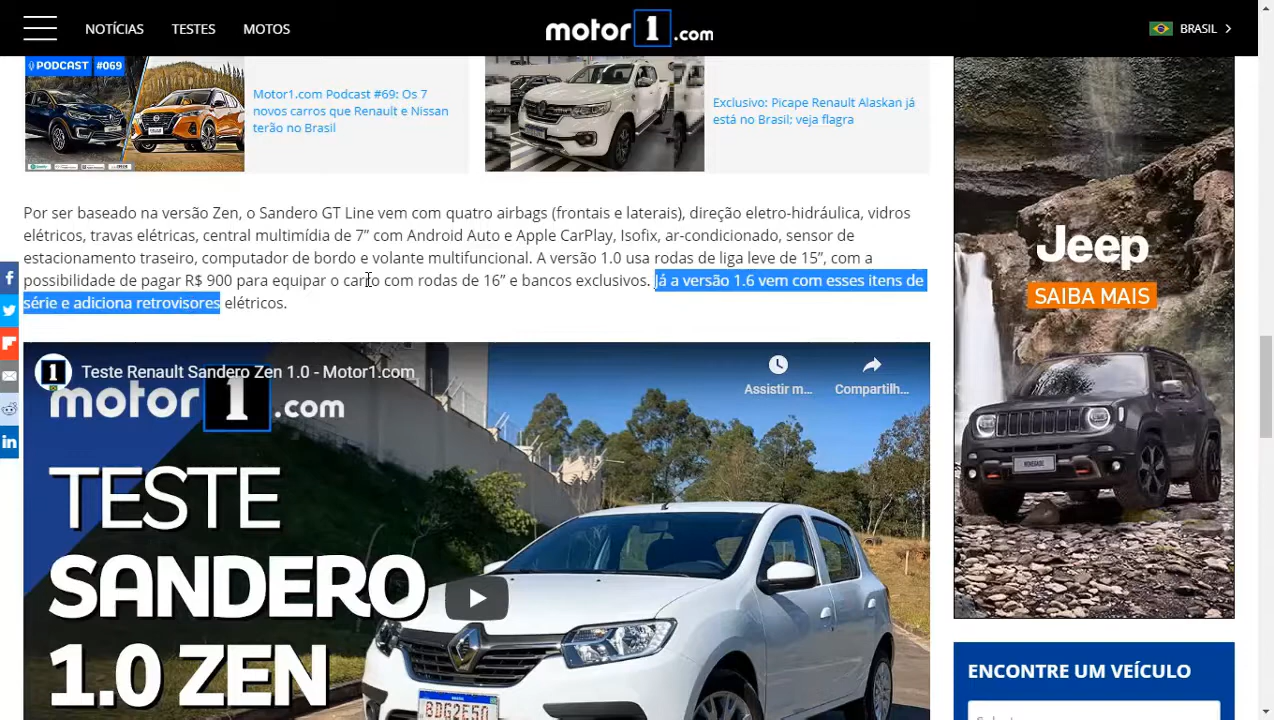 NOTÍCIAS TESTES MOTOS
motor1.com
BRASIL
PODCAST #069
Motor1.com Podcast #69: Os 7
novos carros que Renault e Nissan
terão no Brasil
Exclusivo: Picape Renault Alaskan já
está no Brasil; veja flagra
Por ser baseado na versão Zen, o Sandero GT Line vem com quatro airbags (frontais e laterais), direção eletro-hidráulica, vidros
elétricos, travas elétricas, central multimídia de 7” com Android Auto e Apple CarPlay, Isofix, ar-condicionado, sensor de
estacionamento traseiro, computador de bordo e volante multifuncional. A versão 1.0 usa rodas de liga leve de 15”, com a
possibilidade de pagar R$ 900 para equipar o carro com rodas de 16” e bancos exclusivos. Já a versão 1.6 vem com esses itens de
série e adiciona retrovisores elétricos.
1 Teste Renault Sandero Zen 1.0 - Motor1.com
Assistir m...
Compartilh...
motor1.com
TESTE
SANDERO
1.0 ZEN
Jeep
SAIBA MAIS
RENEGADE
ENCONTRE UM VEÍCULO